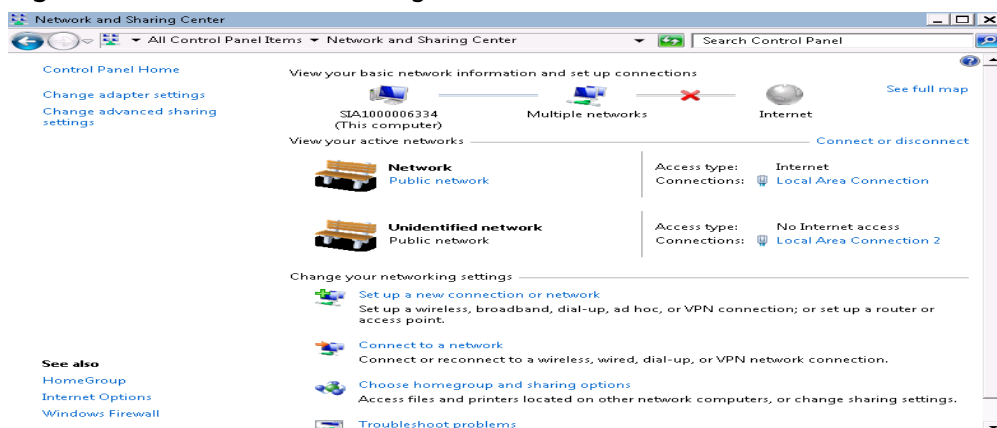 Network and Sharing Center
All Control Panel Items Network and Sharing Center Search Control Panel
Control Panel Home
Change adapter settings
Change advanced sharing
settings
View your basic network information and set up connections
See full map
SIA1000006334
(This computer)
Multiple networks
Internet
View your active networks
Connect or disconnect
Network
Public network
Access type: Internet
Connections: Local Area Connection
Unidentified network
Public network
Access type: No Internet access
Connections: Local Area Connection 2
Change your networking settings
Set up a new connection or network
Set up a wireless, broadband, dial-up, ad hoc, or VPN connection; or set up a router or
access point.
Connect to a network
Connect or reconnect to a wireless, wired, dial-up, or VPN network connection.
Choose homegroup and sharing options
Access files and printers located on other network computers, or change sharing settings.
Troubleshoot problems
See also
HomeGroup
Internet Options
Windows Firewall